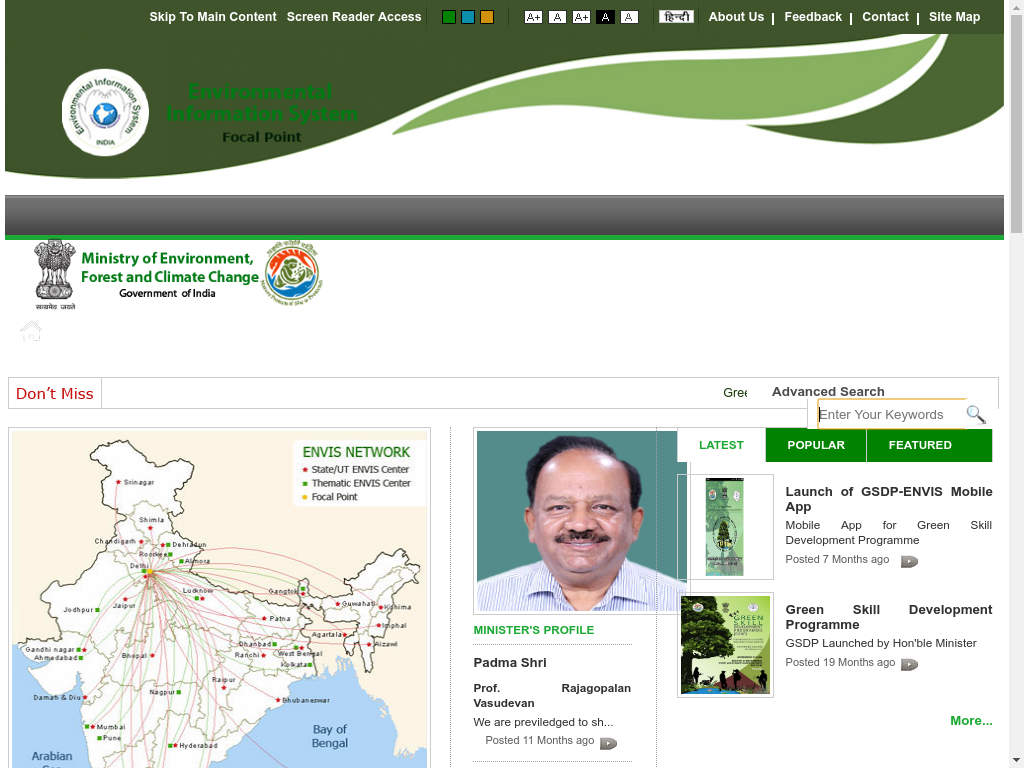 Skip To Main Content Screen Reader Access A+ A A+ A A हिन्दी About Us | Feedback | Contact | Site Map
Environmental Information System
INDIA
Environmental
Information System
Focal Point
Ministry of Environment,
Forest and Climate Change
Government of India
सत्यमेव जयते
Don't Miss
Gree
Advanced Search
Enter Your Keywords
ENVIS NETWORK
State/UT ENVIS Center
Thematic ENVIS Center
Focal Point
Srinagar
Shimla
Chandigarh
Dehradun
Roorkee
Almora
Delhi
Lucknow
Gangtok
Jaipur
Guwahati
Kohima
Jodhpur
Patna
Imphal
Agartala
Aizawl
Gandhi nagar
Ahmedabad
Bhopal
Dhanbad
Ranchi
West Bengal
Kolkata
Raipur
Nagpur
Damah & Diu
Bhubaneswar
Mumbai
Pune
Hyderabad
Bay of
Bengal
Arabian
MINISTER'S PROFILE
Padma Shri
Prof. Rajagopalan
Vasudevan
We are previledged to sh...
Posted 11 Months ago
LATEST POPULAR FEATURED
Launch of GSDP-ENVIS Mobile
App
Mobile App for Green Skill
Development Programme
Posted 7 Months ago
GREEN
SKILL
DEVELOPMENT
Green Skill Development
Programme
GSDP Launched by Hon'ble Minister
Posted 19 Months ago
More...